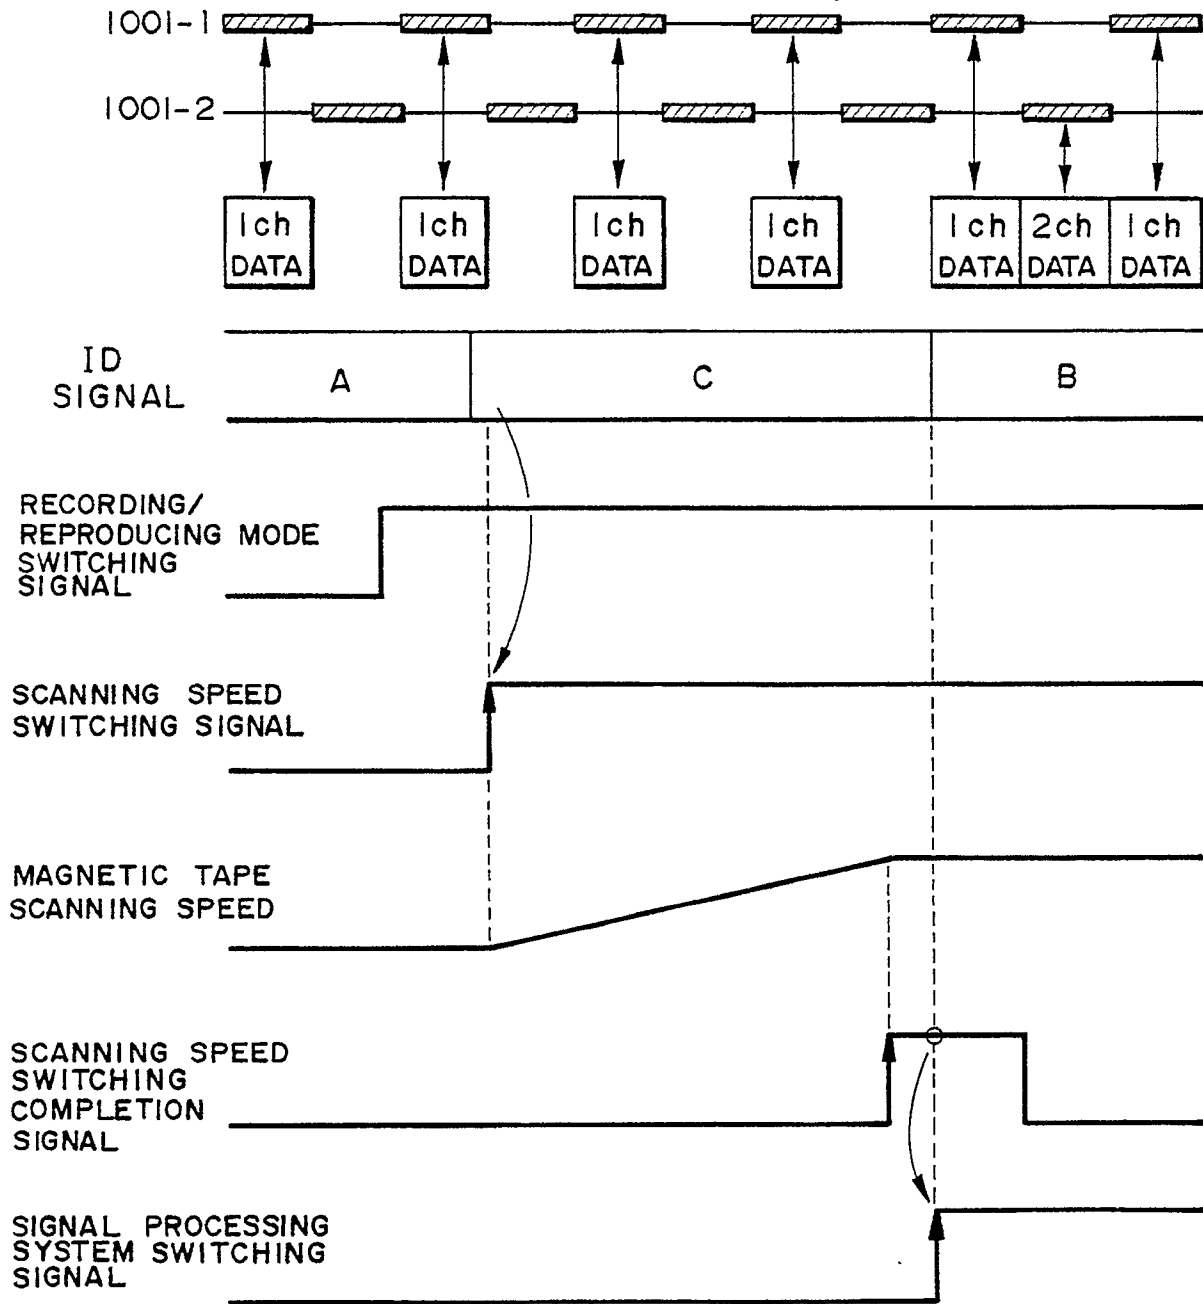 1001-1
1001-2
1ch DATA
1ch DATA
1ch DATA
1ch DATA
1ch DATA
2ch DATA
1ch DATA
ID
SIGNAL
A
C
B
RECORDING/
REPRODUCING MODE
SWITCHING
SIGNAL
SCANNING SPEED
SWITCHING SIGNAL
MAGNETIC TAPE
SCANNING SPEED
SCANNING SPEED
SWITCHING
COMPLETION
SIGNAL
SIGNAL PROCESSING
SYSTEM SWITCHING
SIGNAL